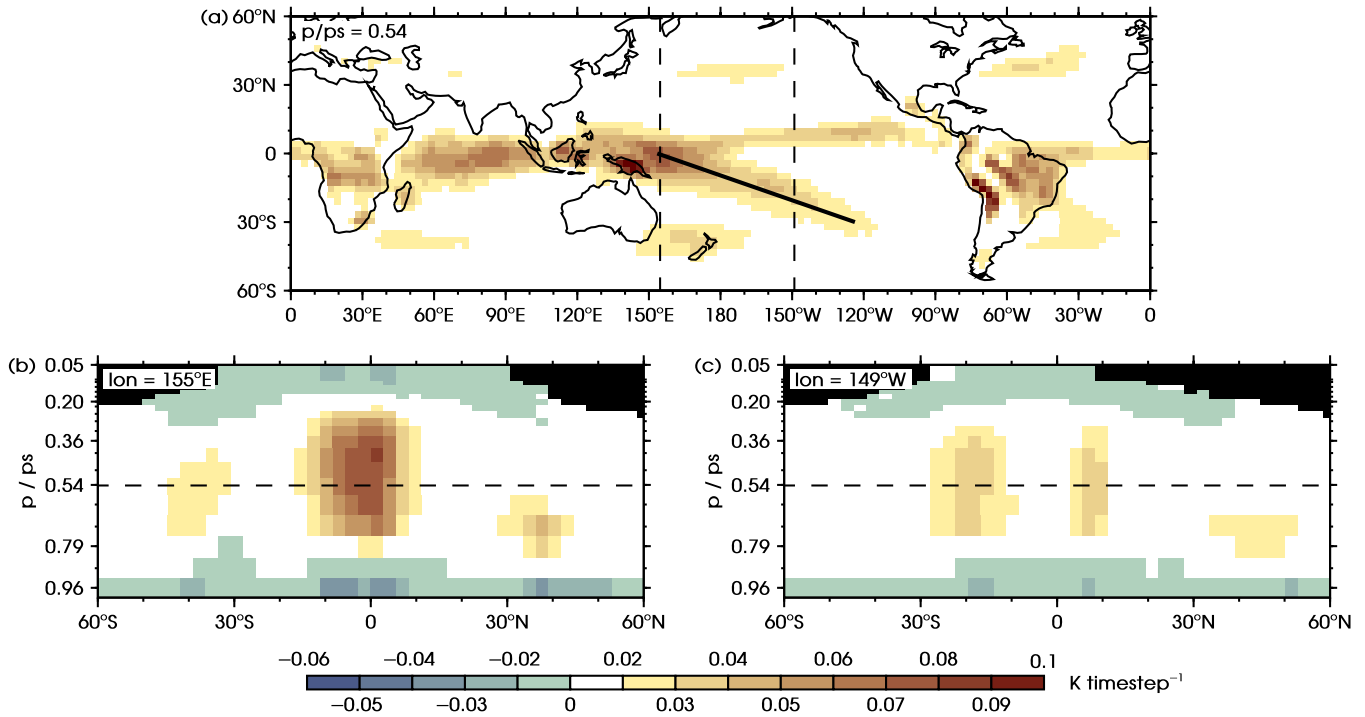 (a) 60°N
p/ps = 0.54
30°N
0
30°S
60°S
0 30°E 60°E 90°E 120°E 150°E 180 150°W 120°W 90°W 60°W 30°W 0
(b) 0.05
lon = 155°E
0.20
0.36
0.54
0.79
0.96
p / ps
60°S 30°S 0 30°N 60°N
(c) 0.05
lon = 149°W
0.20
0.36
0.54
0.79
0.96
p / ps
60°S 30°S 0 30°N 60°N
−0.06 −0.04 −0.02 0.02 0.04 0.06 0.08 0.1
K timestep⁻¹
−0.05 −0.03 0 0.03 0.05 0.07 0.09